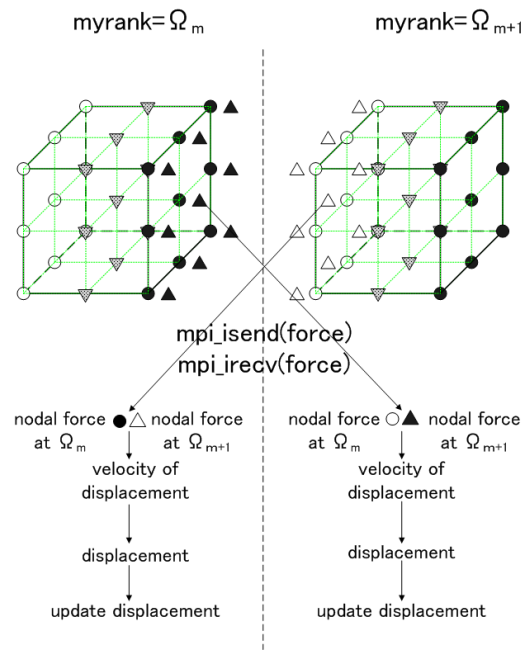 myrank=Ωm
myrank=Ωm+1
mpi_isend(force)
mpi_irecv(force)
nodal force
at Ωm
nodal force
at Ωm+1
velocity of
displacement
displacement
update displacement
nodal force
at Ωm
nodal force
at Ωm+1
velocity of
displacement
displacement
update displacement